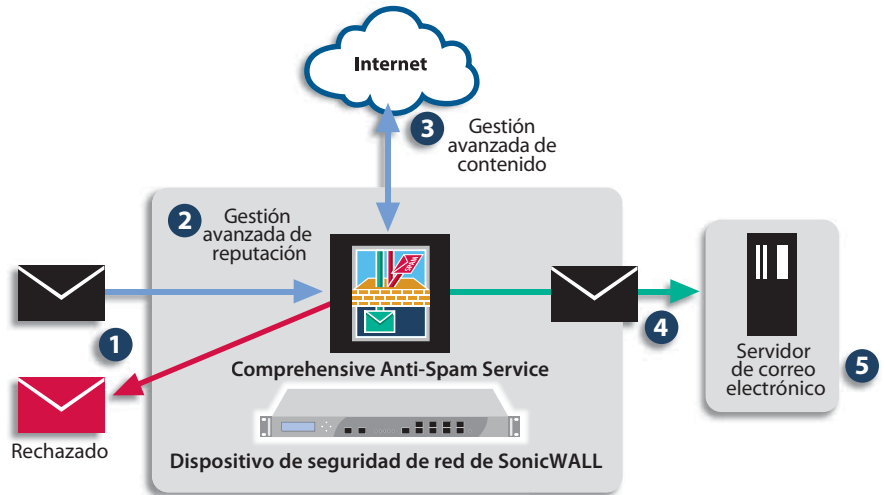 Internet
3
Gestión
avanzada de
contenido
2
Gestión
avanzada de
reputación
1
SPAM
4
Comprehensive Anti-Spam Service
Servidor
de correo
electrónico
5
Rechazado
Dispositivo de seguridad de red de SonicWALL